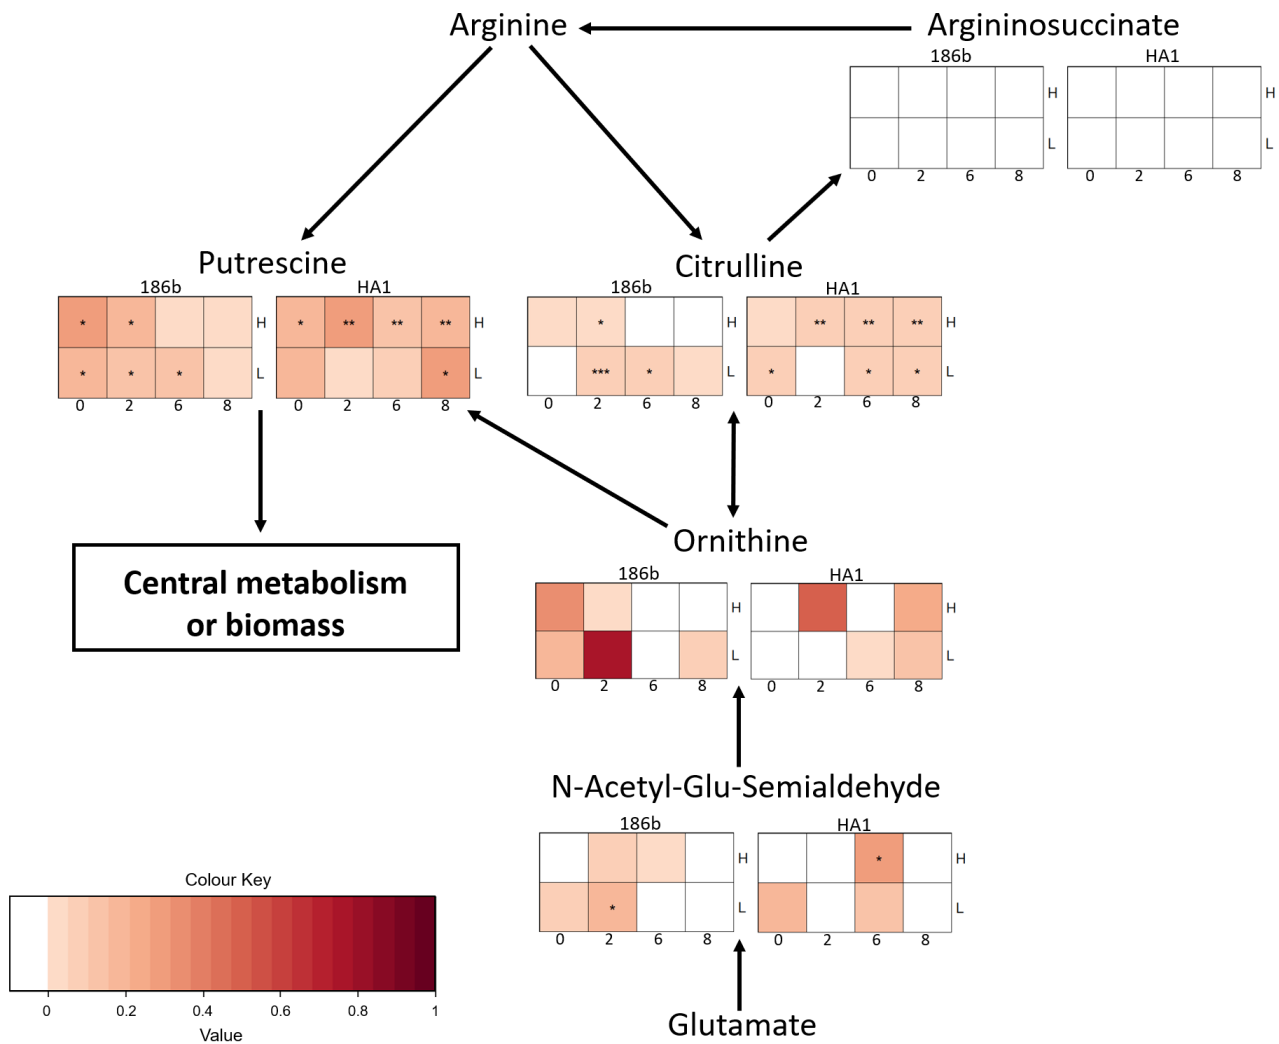 Arginine Argininosuccinate
186b HA1
H H
L L
0 2 6 8 0 2 6 8
Putrescine Citrulline
186b HA1 186b HA1
* * * ** ** ** H * H ** ** ** H
* * * L * L *** * L * * * L
0 2 6 8 0 2 6 8 0 2 6 8 0 2 6 8
Ornithine
186b HA1
H H
L L
0 2 6 8 0 2 6 8
Central metabolism
or biomass
N-Acetyl-Glu-Semialdehyde
186b HA1
H * H
* L L
0 2 6 8 0 2 6 8
Glutamate
Colour Key
0 0.2 0.4 0.6 0.8 1
Value